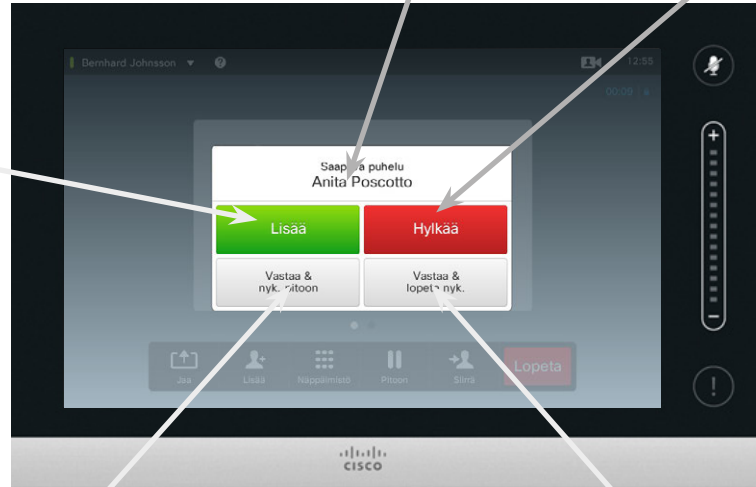 Bernhard Johnsson
12:55
00:09
Saapuva puhelu
Anita Poscotto
Lisää
Hylkää
Vastaa &
nyk. pitoon
Vastaa &
lopeta nyk.
Jaa
Lisää
Näppäimistö
Pitoon
Siirrä
Lopeta
CISCO